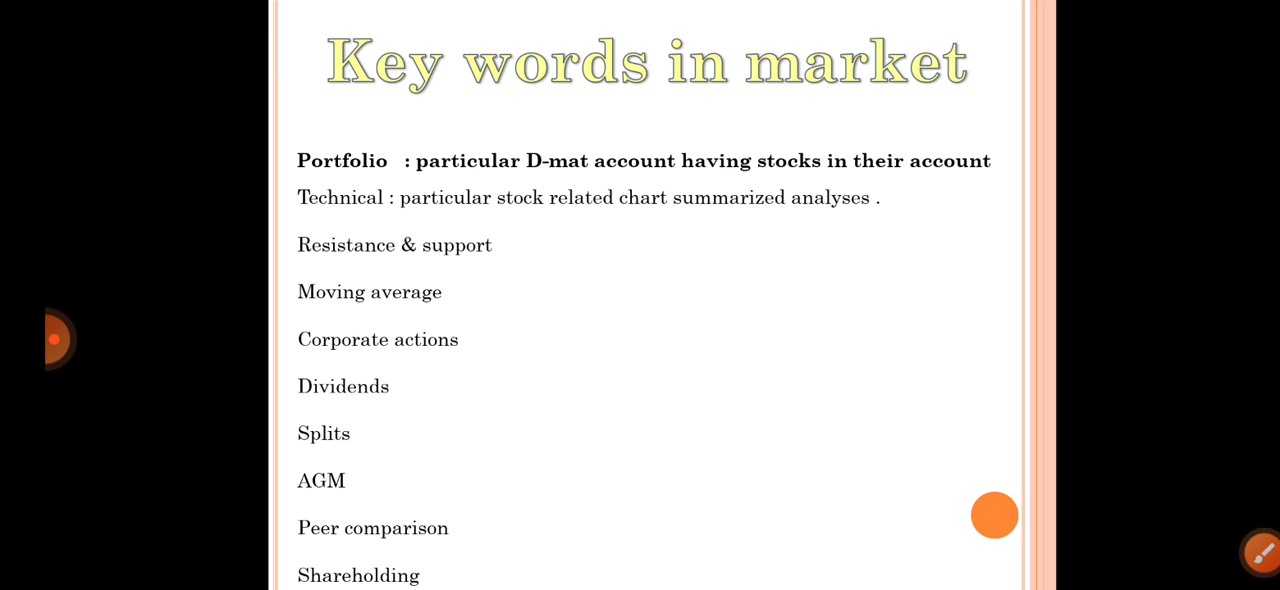 Key words in market
Portfolio : particular D-mat account having stocks in their account
Technical : particular stock related chart summarized analyses .
Resistance & support
Moving average
Corporate actions
Dividends
Splits
AGM
Peer comparison
Shareholding